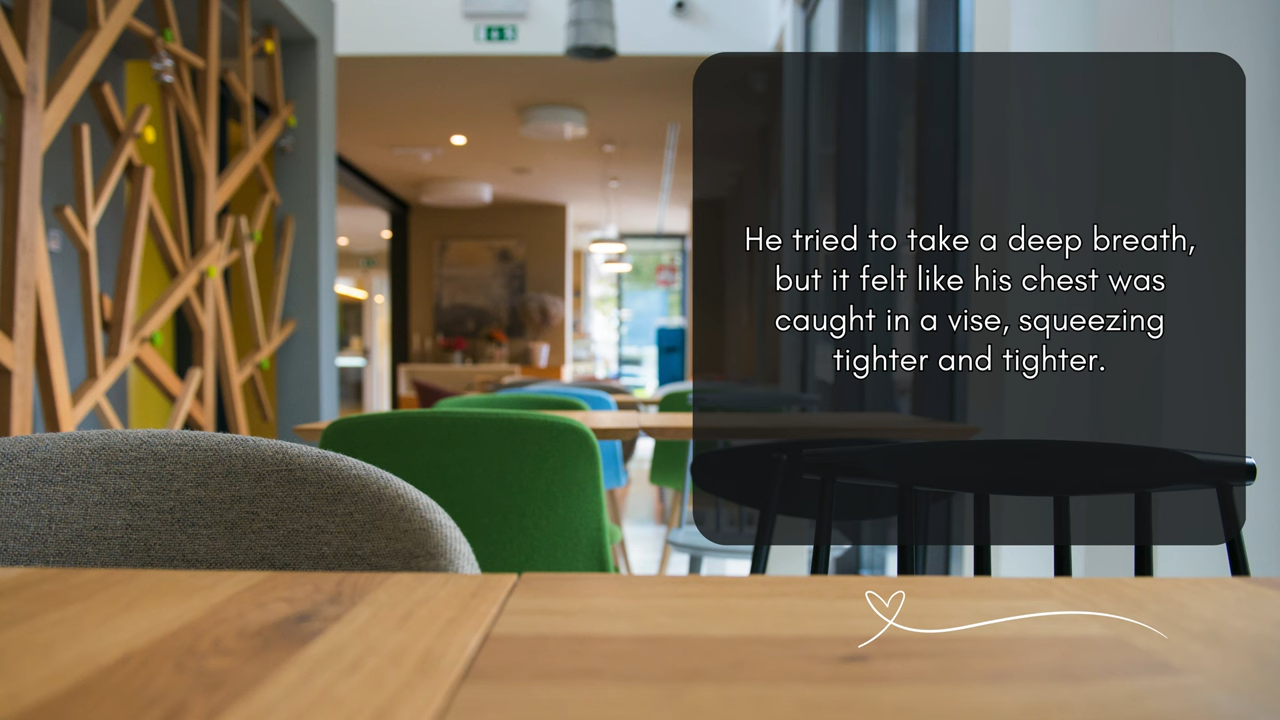 He tried to take a deep breath,
but it felt like his chest was
caught in a vise, squeezing
tighter and tighter.